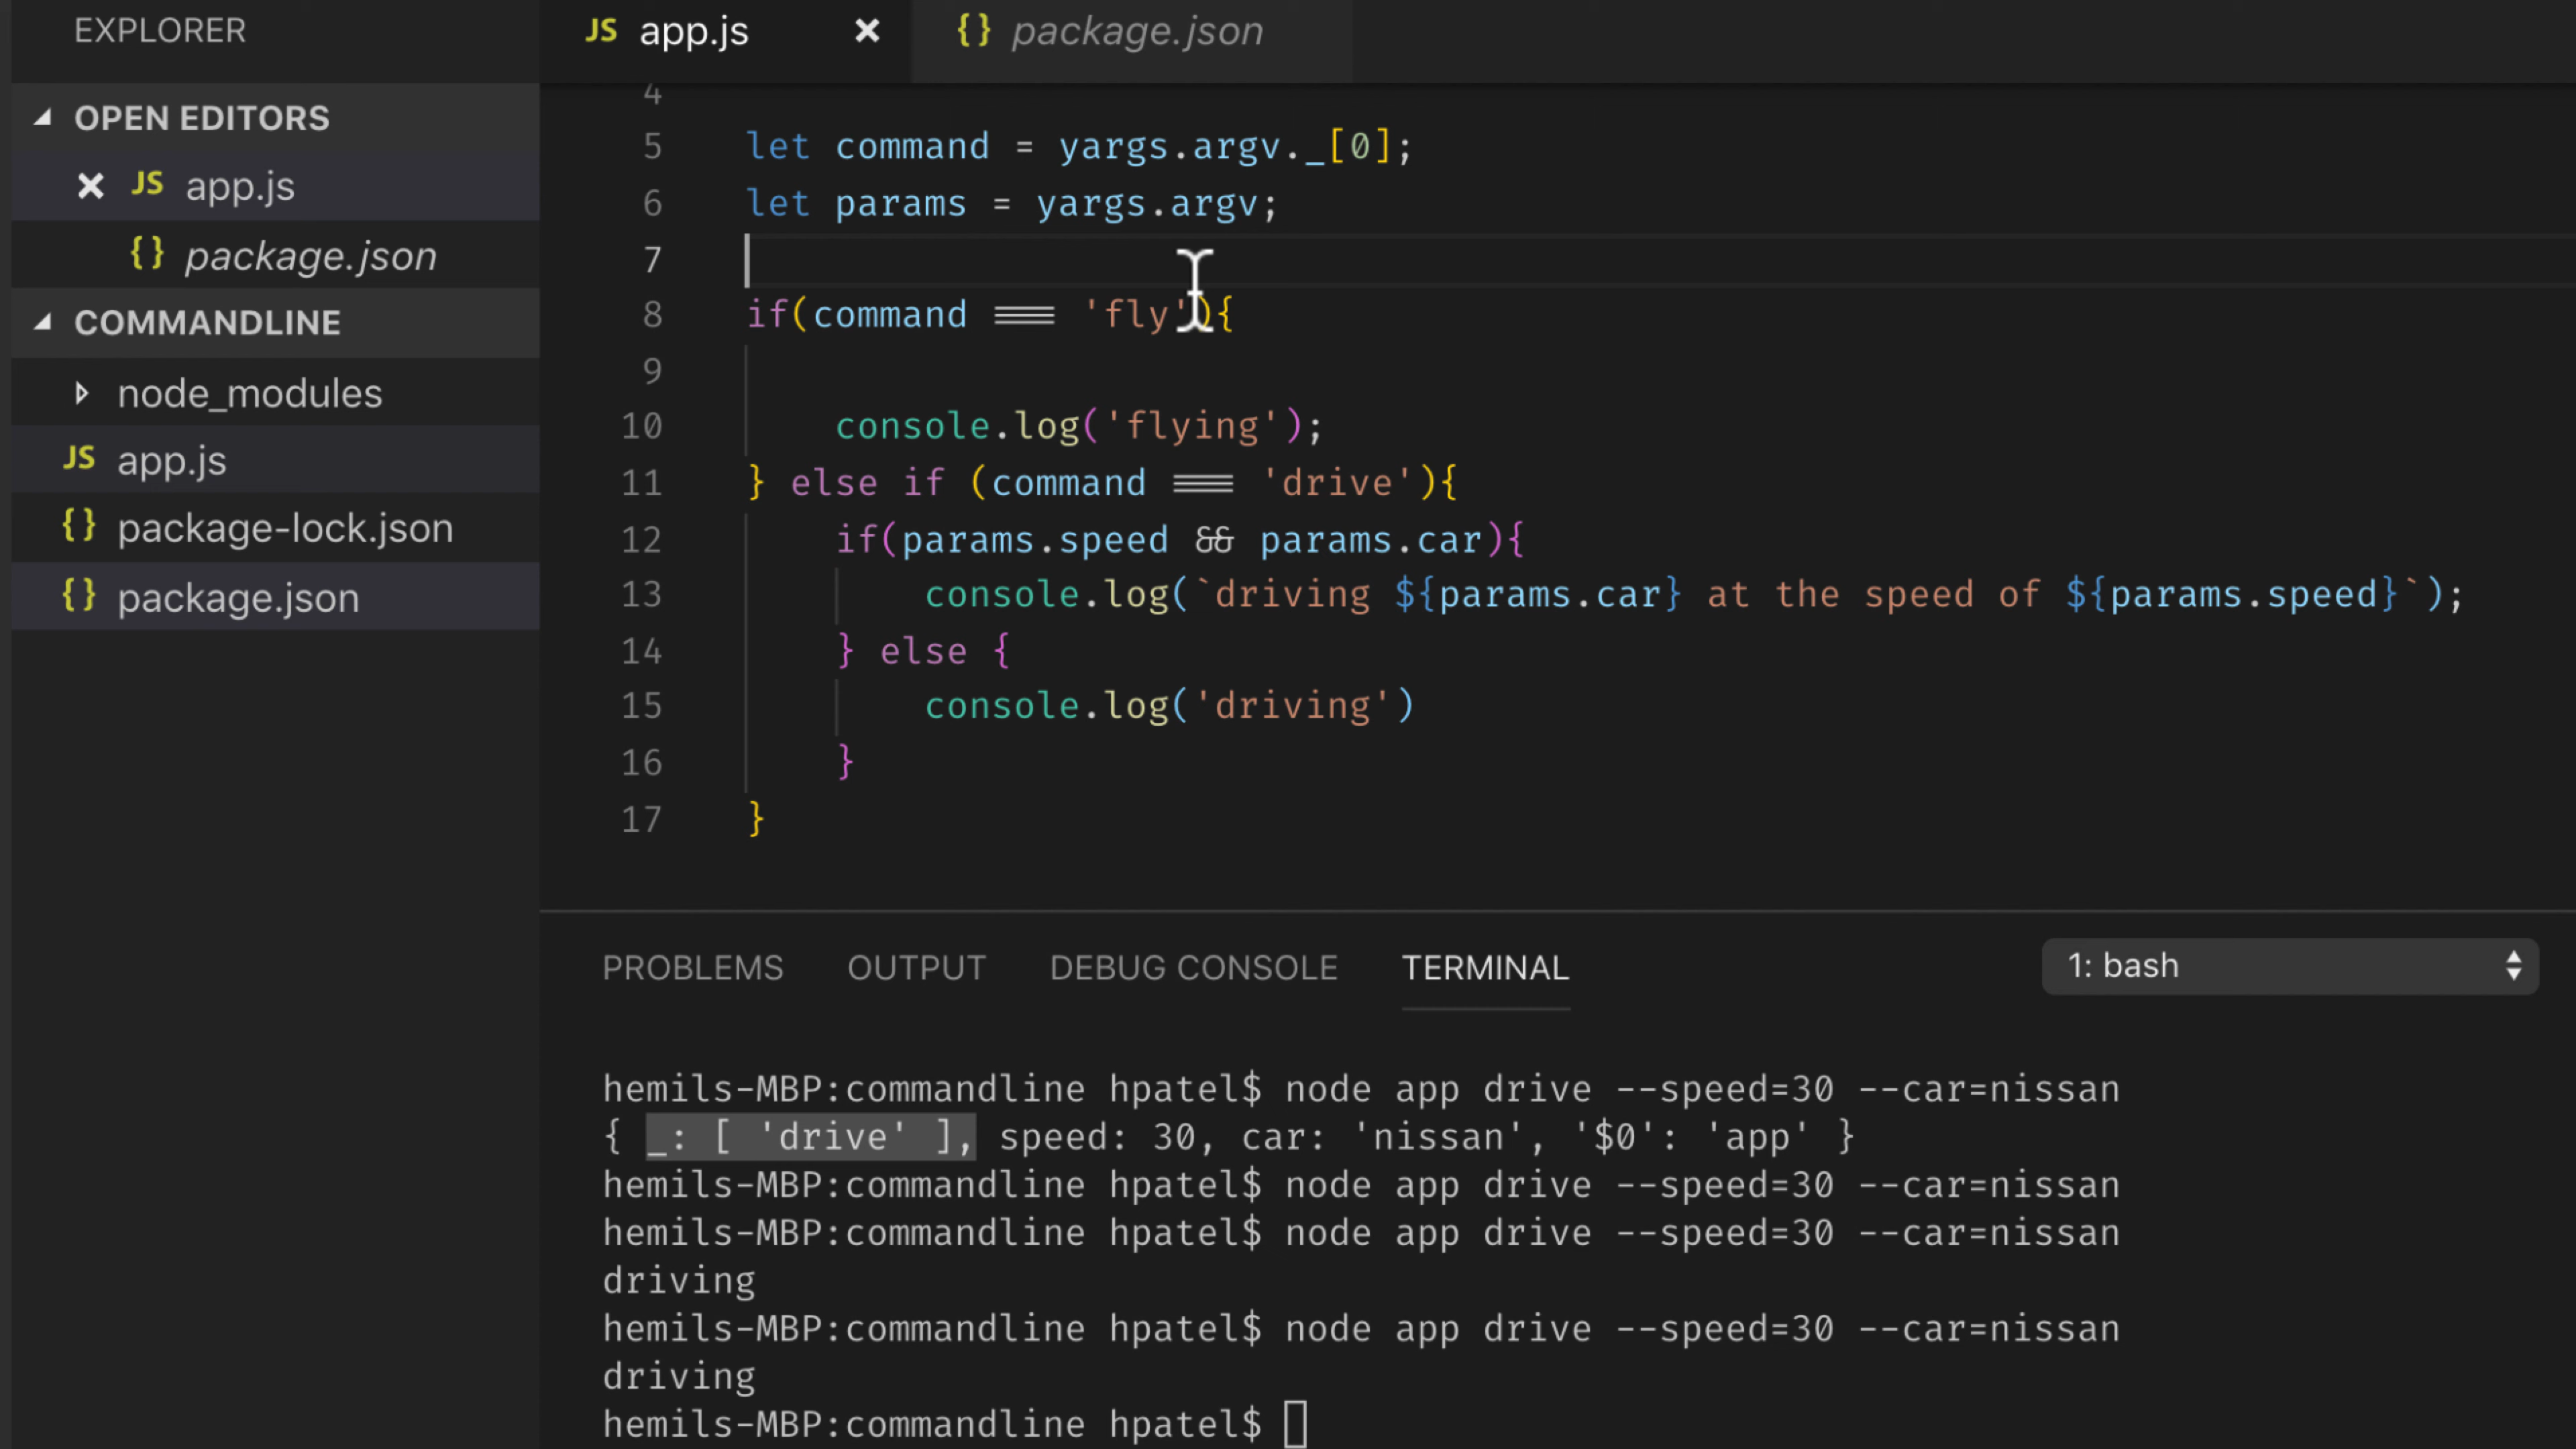 EXPLORER
OPEN EDITORS
JS app.js
{} package.json
COMMANDLINE
node_modules
JS app.js
{} package-lock.json
{} package.json
JS app.js
{} package.json
4
5 let command = yargs.argv._[0];
6 let params = yargs.argv;
7
8 if(command === 'fly'){
9
10 console.log('flying');
11 } else if (command === 'drive'){
12 if(params.speed && params.car){
13 console.log(`driving ${params.car} at the speed of ${params.speed}`);
14 } else {
15 console.log('driving')
16 }
17 }
PROBLEMS OUTPUT DEBUG CONSOLE TERMINAL 1: bash
hemils-MBP:commandline hpatel$ node app drive --speed=30 --car=nissan
{ _: [ 'drive' ], speed: 30, car: 'nissan', '$0': 'app' }
hemils-MBP:commandline hpatel$ node app drive --speed=30 --car=nissan
hemils-MBP:commandline hpatel$ node app drive --speed=30 --car=nissan
driving
hemils-MBP:commandline hpatel$ node app drive --speed=30 --car=nissan
driving
hemils-MBP:commandline hpatel$